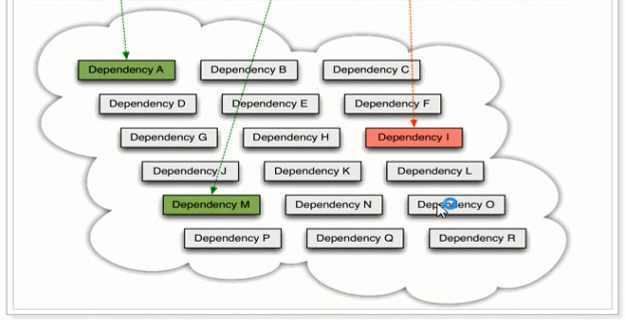 Dependency A Dependency B Dependency C
Dependency D Dependency E Dependency F
Dependency G Dependency H Dependency I
Dependency J Dependency K Dependency L
Dependency M Dependency N Dependency O
Dependency P Dependency Q Dependency R